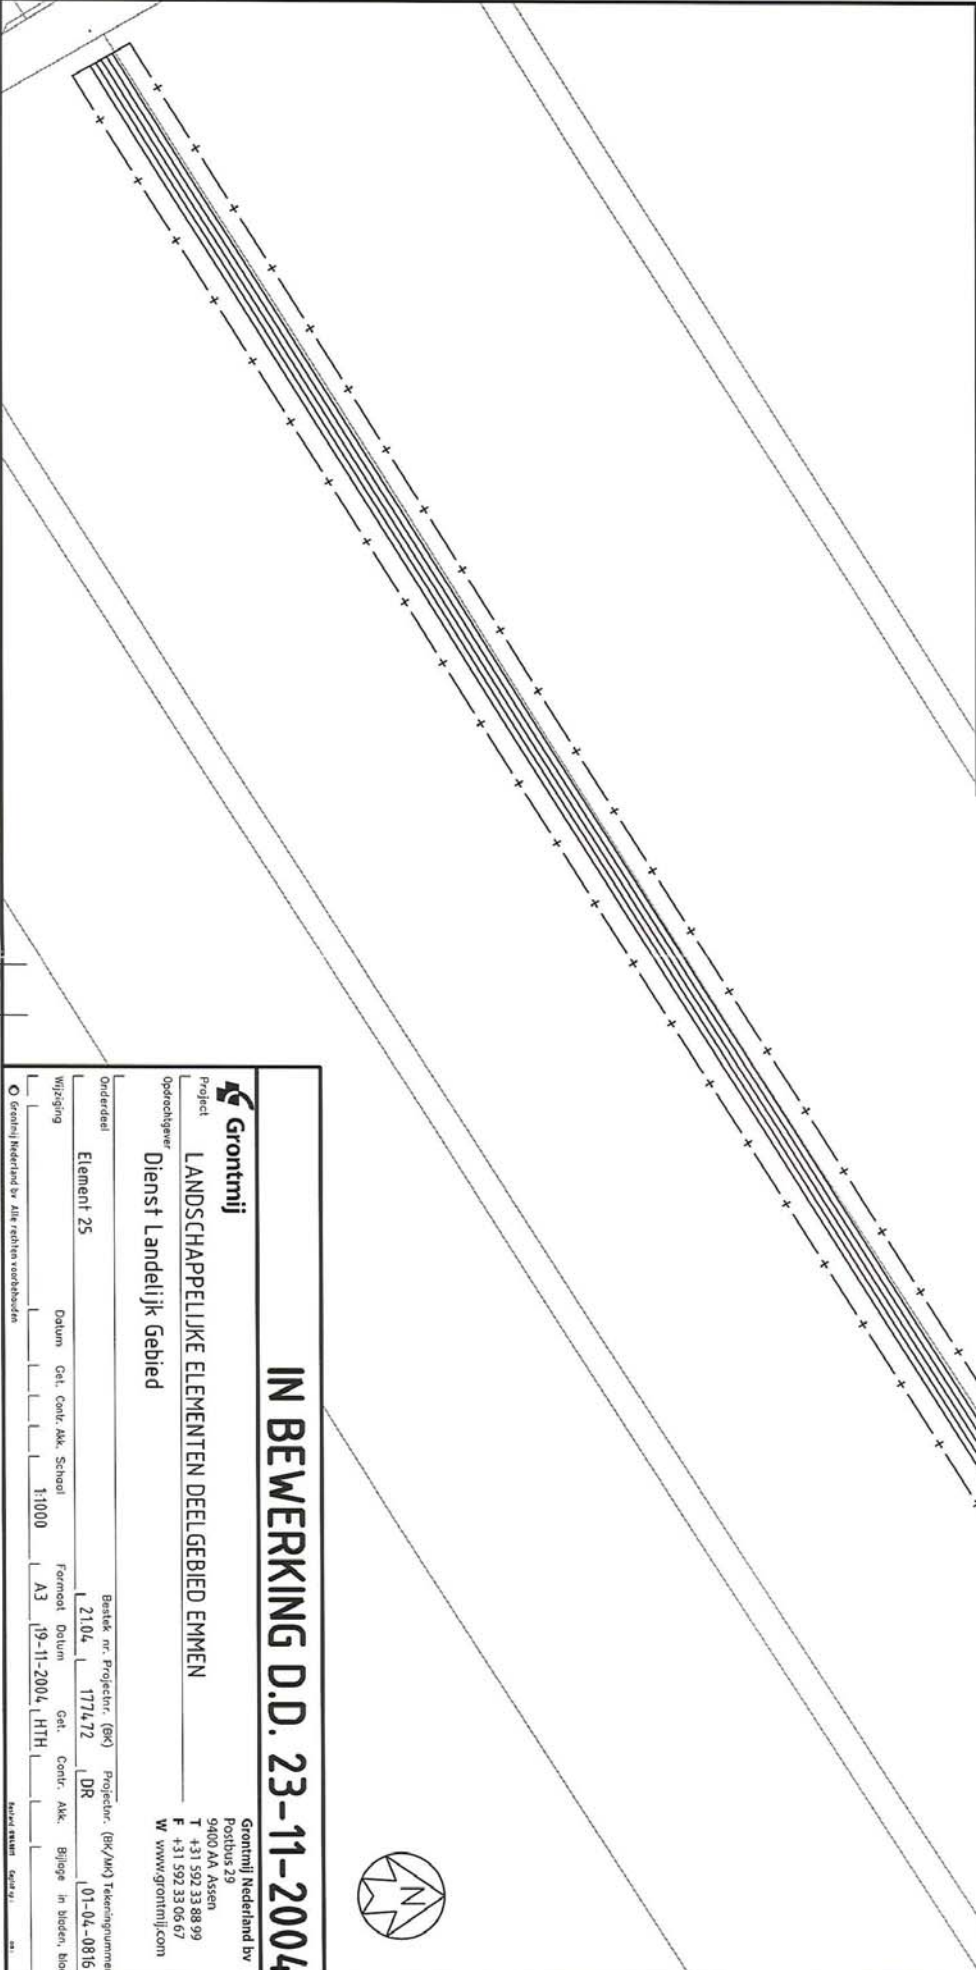 IN BEWERKING D.D. 23-11-2004
Grontmij
Grontmij Nederland bv
Postbus 29
9400 AA Assen
T +31 592 33 88 99
F +31 592 33 06 67
W www.grontmij.com
Project
LANDSCHAPPELIJKE ELEMENTEN DEELGEBIED EMMEN
Opdrachtgever
Dienst Landelijk Gebied
Onderdeel
Element 25
Bestek nr. Projectnr. (BK) Projectnr. (BK/MK) Tekeningnummer
21.04 177472 DR 01-04-0816
Wijziging Datum Get. Contr. Akk. Schaal Formaat Datum Get. Contr. Akk. Bijlage in bladen, bla
1:1000 A3 19-11-2004 HTH
© Grontmij Nederland bv Alle rechten voorbehouden
N